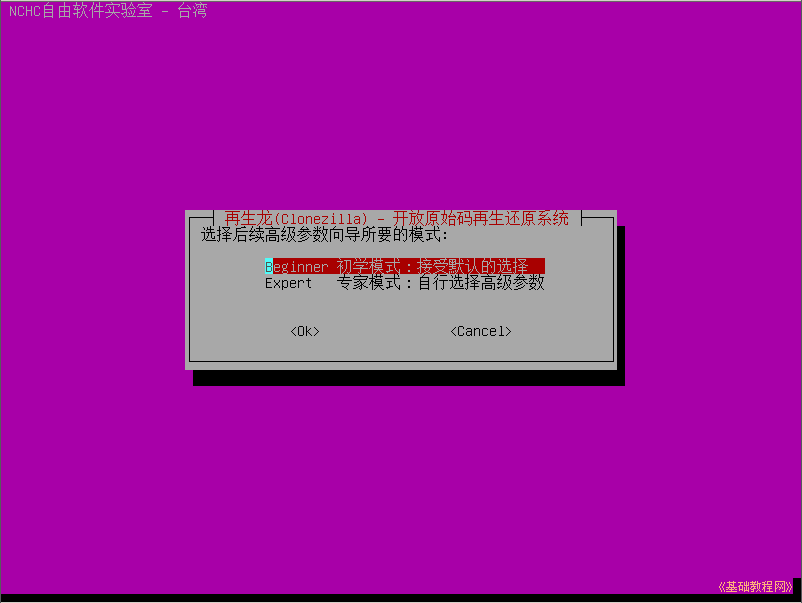 NCHC自由软件实验室 - 台湾
再生龙(Clonezilla) - 开放原始码再生还原系统
选择后续高级参数向导所要的模式:
Beginner 初学模式：接受默认的选择
Expert 专家模式：自行选择高级参数
<Ok> <Cancel>
《基础教程网》